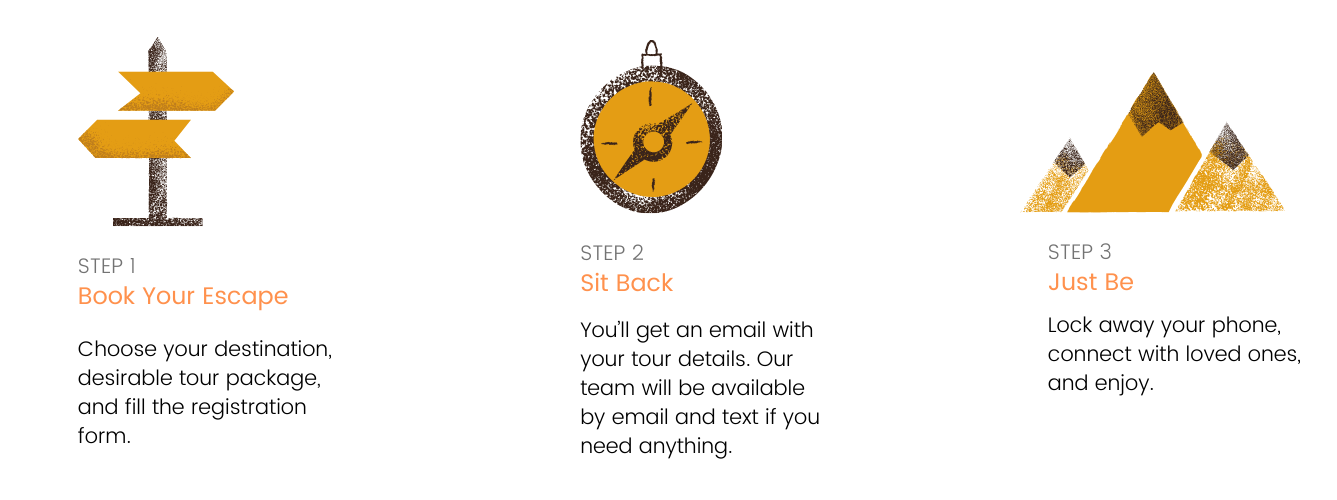 STEP 1
Book Your Escape
Choose your destination,
desirable tour package,
and fill the registration
form.
STEP 2
Sit Back
You'll get an email with
your tour details. Our
team will be available
by email and text if you
need anything.
STEP 3
Just Be
Lock away your phone,
connect with loved ones,
and enjoy.